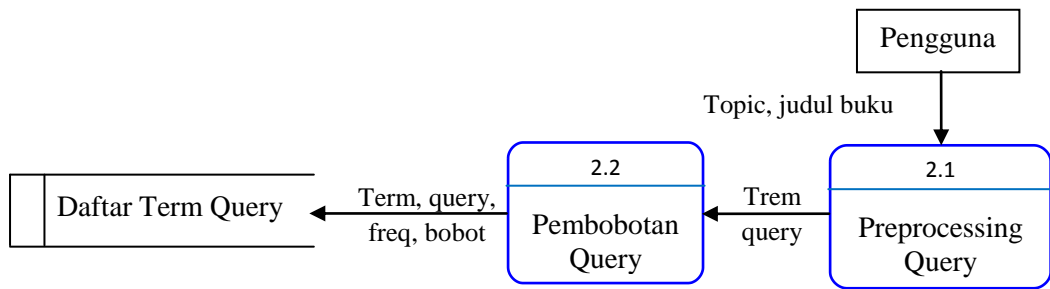 Pengguna
Topic, judul buku
2.2
2.1
Daftar Term Query
Term, query,
freq, bobot
Pembobotan
Query
Trem
query
Preprocessing
Query